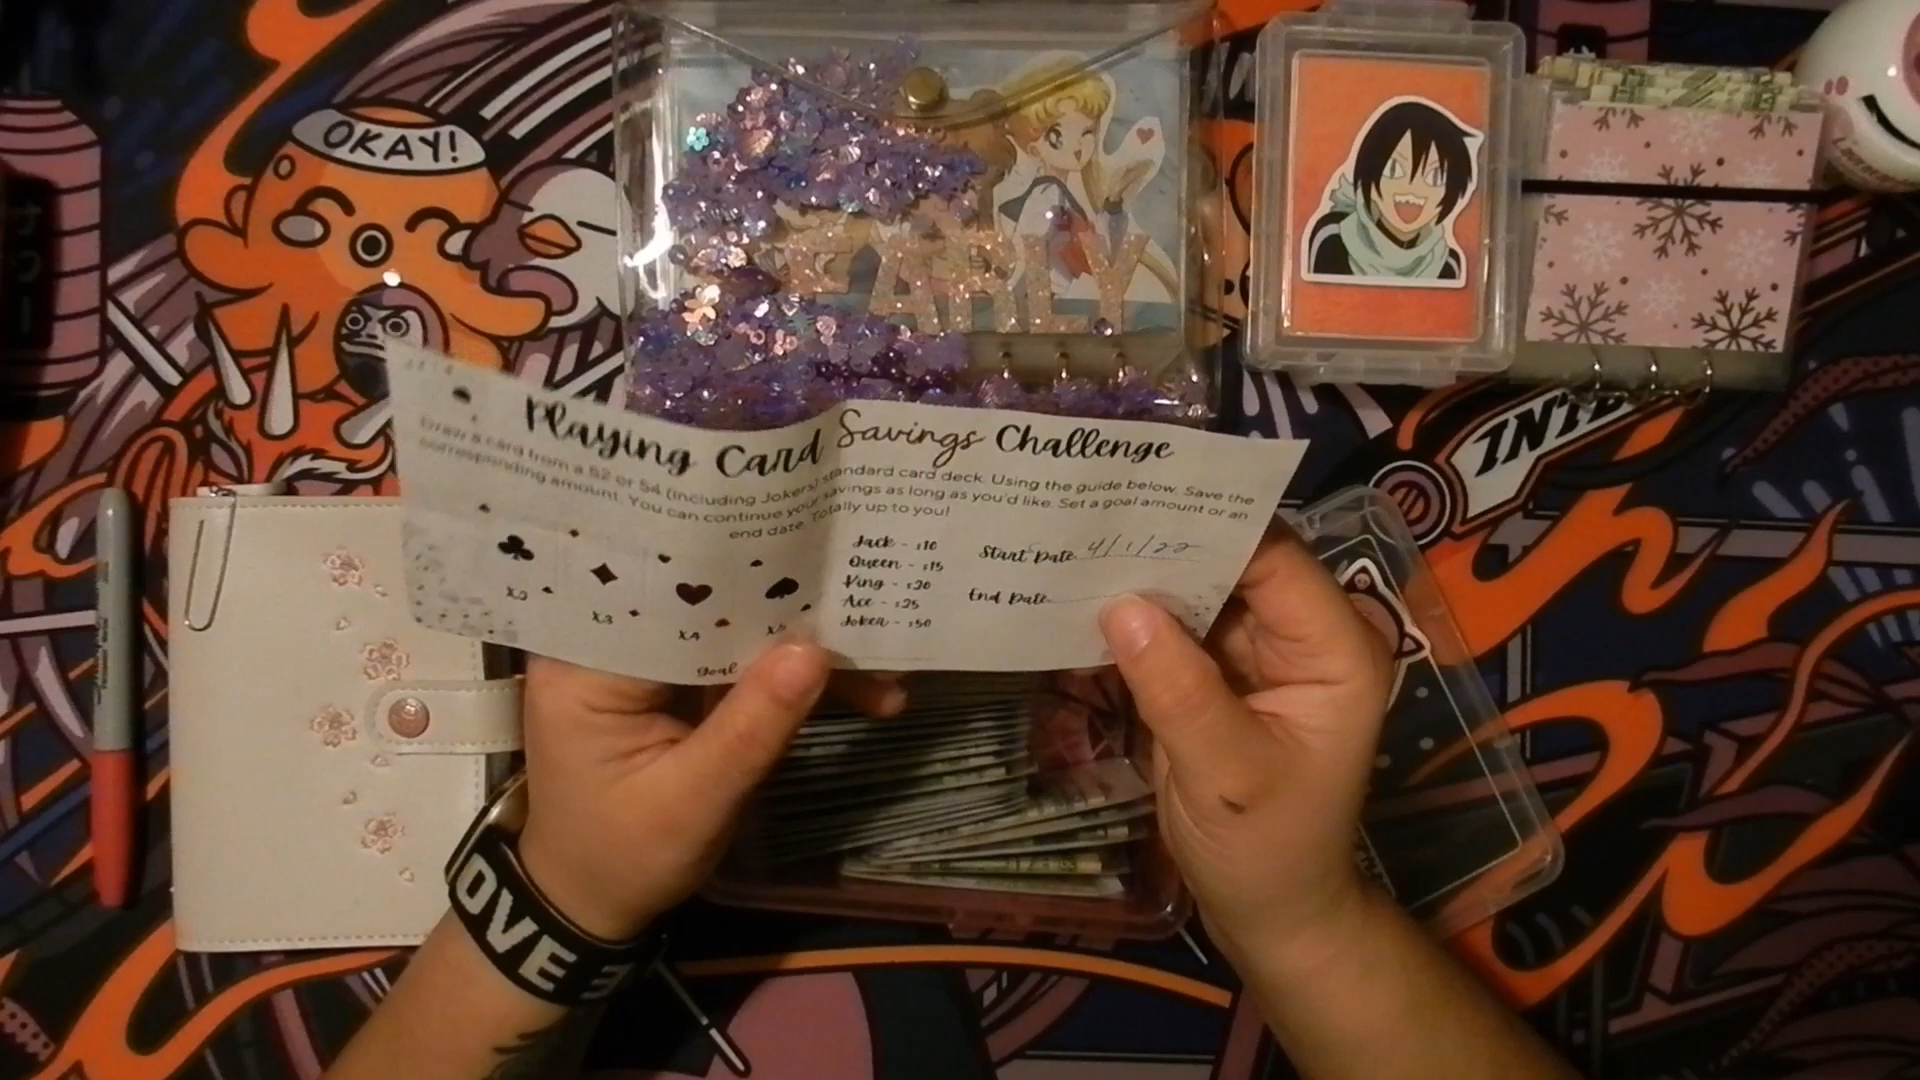 OKAY!
EARLY
INTE
Playing Card Savings Challenge
Draw a card from a 52 or 54 (including Jokers) standard card deck. Using the guide below. Save the
corresponding amount. You can continue your savings as long as you'd like. Set a goal amount or an
end date. Totally up to you!
x2
x3
x4
Jack - $10
Queen - $15
King - $20
Ace - $25
Joker - $50
Start Date 4/1/22
End Date
Goal
OVE